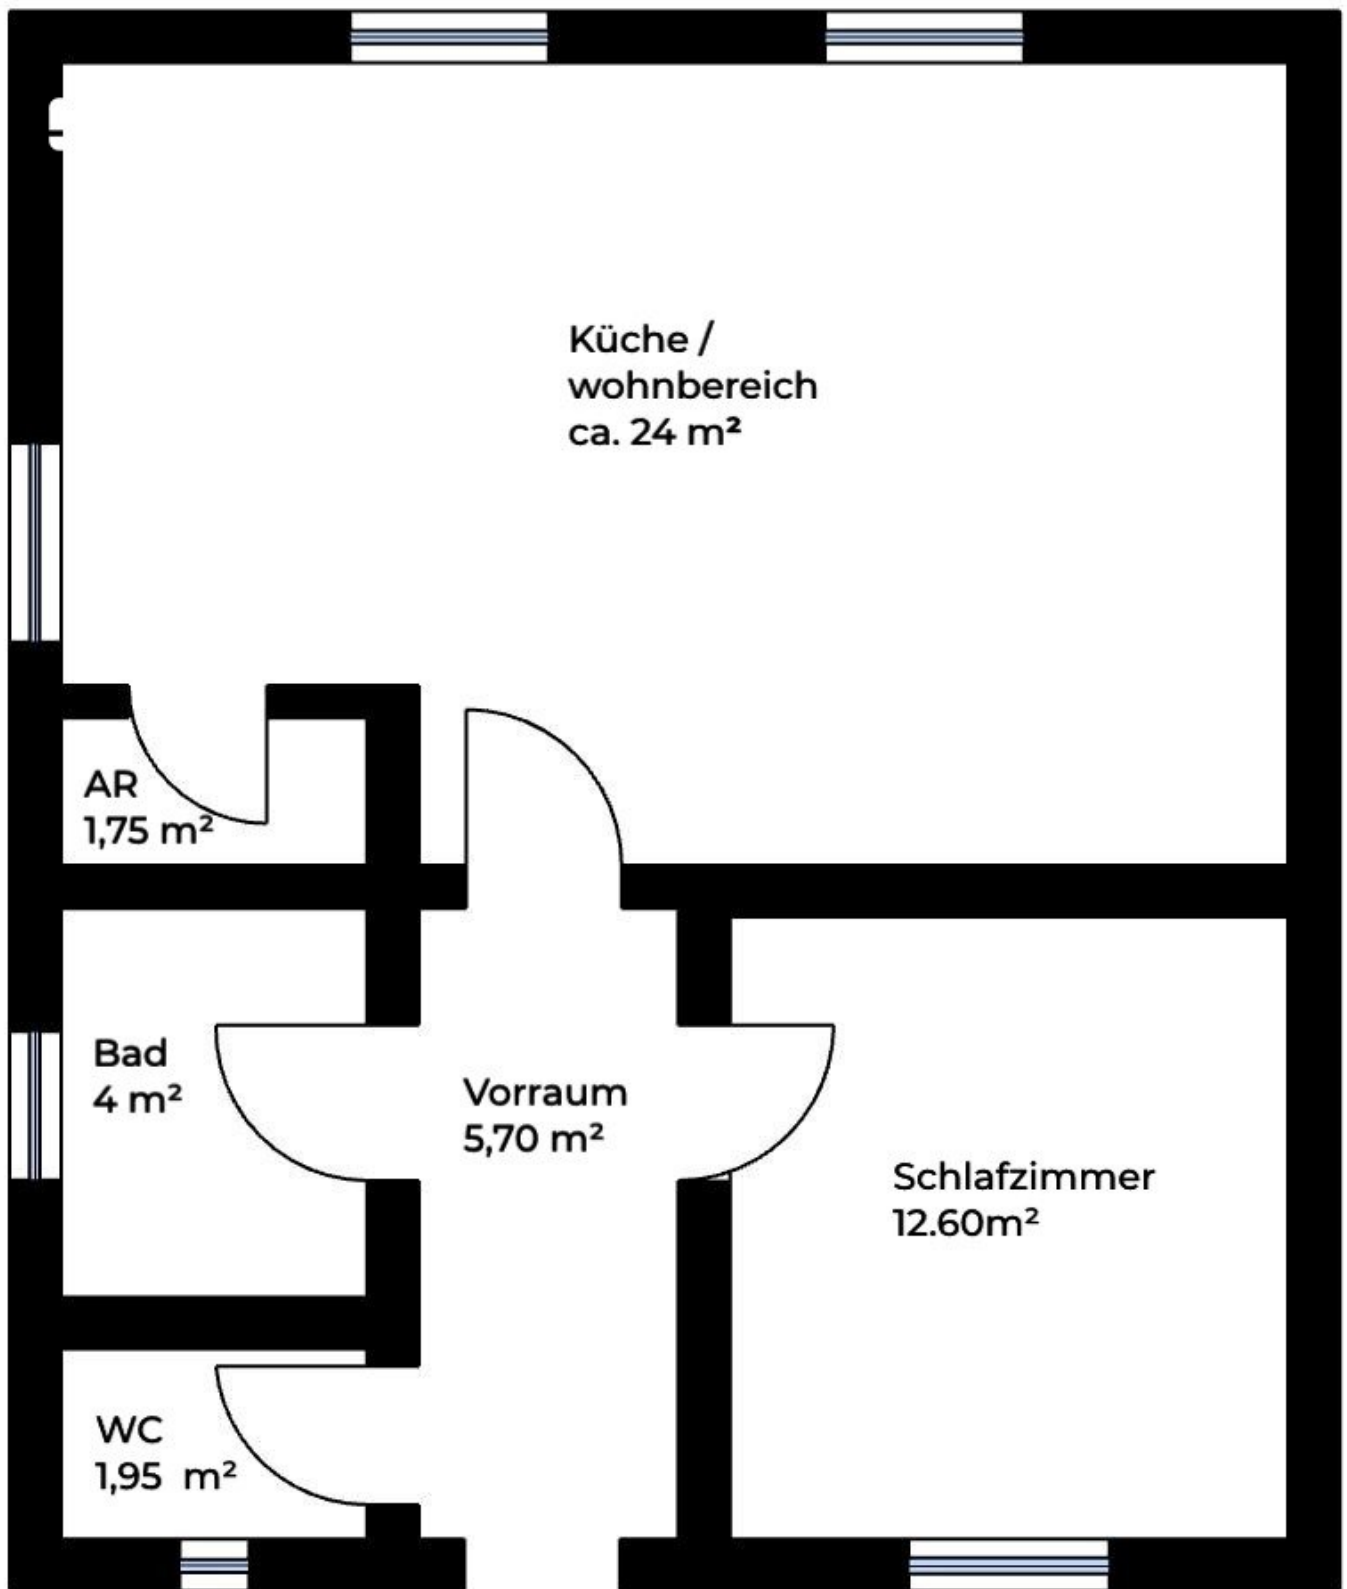 Küche /
wohnbereich
ca. 24 m²
AR
1,75 m²
Bad
4 m²
Vorraum
5,70 m²
Schlafzimmer
12.60m²
WC
1,95 m²